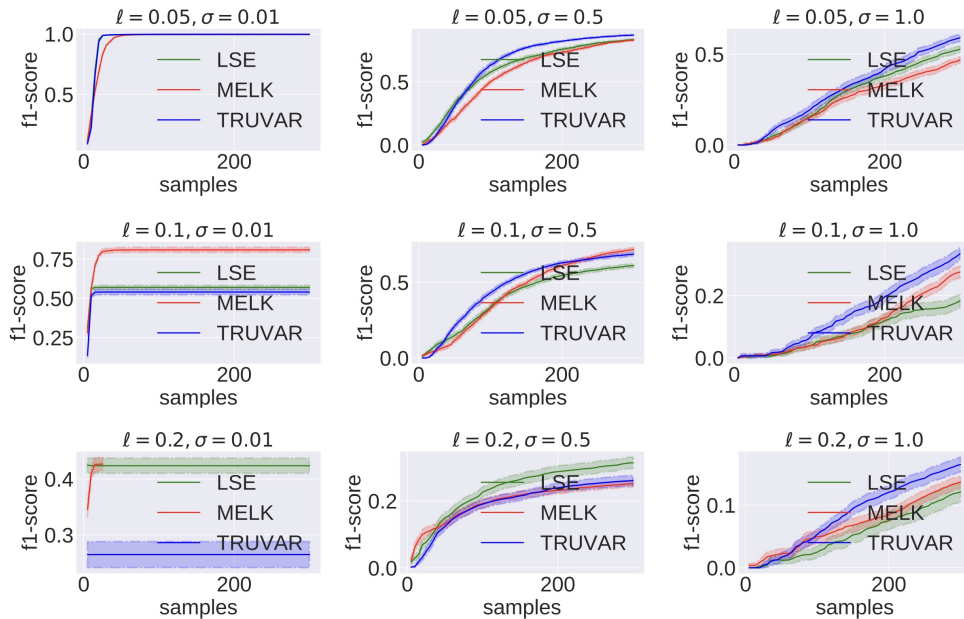 ℓ = 0.05, σ = 0.01
1.0
0.5
f1-score
LSE
MELK
TRUVAR
0
200
samples
ℓ = 0.05, σ = 0.5
0.5
0.0
f1-score
LSE
MELK
TRUVAR
0
200
samples
ℓ = 0.05, σ = 1.0
0.5
0.0
f1-score
LSE
MELK
TRUVAR
0
200
samples
ℓ = 0.1, σ = 0.01
0.75
0.50
0.25
f1-score
LSE
MELK
TRUVAR
0
200
samples
ℓ = 0.1, σ = 0.5
0.5
0.0
f1-score
LSE
MELK
TRUVAR
0
200
samples
ℓ = 0.1, σ = 1.0
0.2
0.0
f1-score
LSE
MELK
TRUVAR
0
200
samples
ℓ = 0.2, σ = 0.01
0.4
0.3
f1-score
LSE
MELK
TRUVAR
0
200
samples
ℓ = 0.2, σ = 0.5
0.2
0.0
f1-score
LSE
MELK
TRUVAR
0
200
samples
ℓ = 0.2, σ = 1.0
0.1
0.0
f1-score
LSE
MELK
TRUVAR
0
200
samples